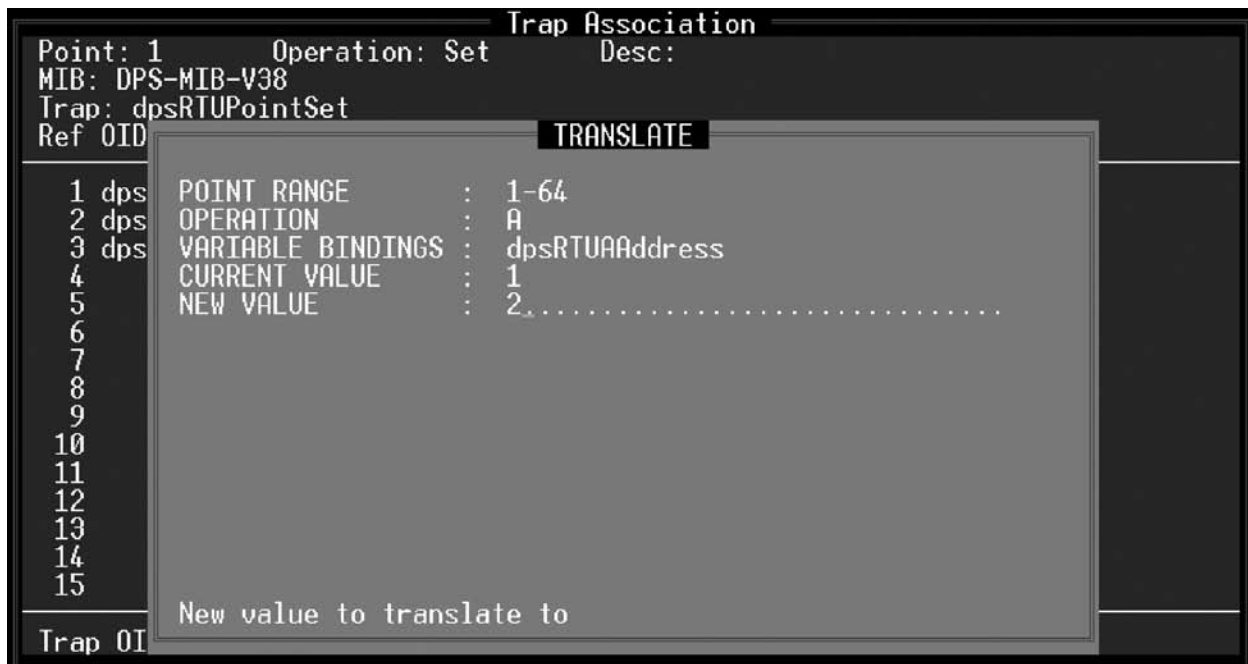 Trap Association
Point: 1 Operation: Set Desc:
MIB: DPS-MIB-V38
Trap: dpsRTUPointSet
Ref OID
TRANSLATE
1 dps
2 dps
3 dps
4
5
6
7
8
9
10
11
12
13
14
15
POINT RANGE : 1-64
OPERATION : A
VARIABLE BINDINGS : dpsRTUAAddress
CURRENT VALUE : 1
NEW VALUE : 2...............................
New value to translate to
Trap OI